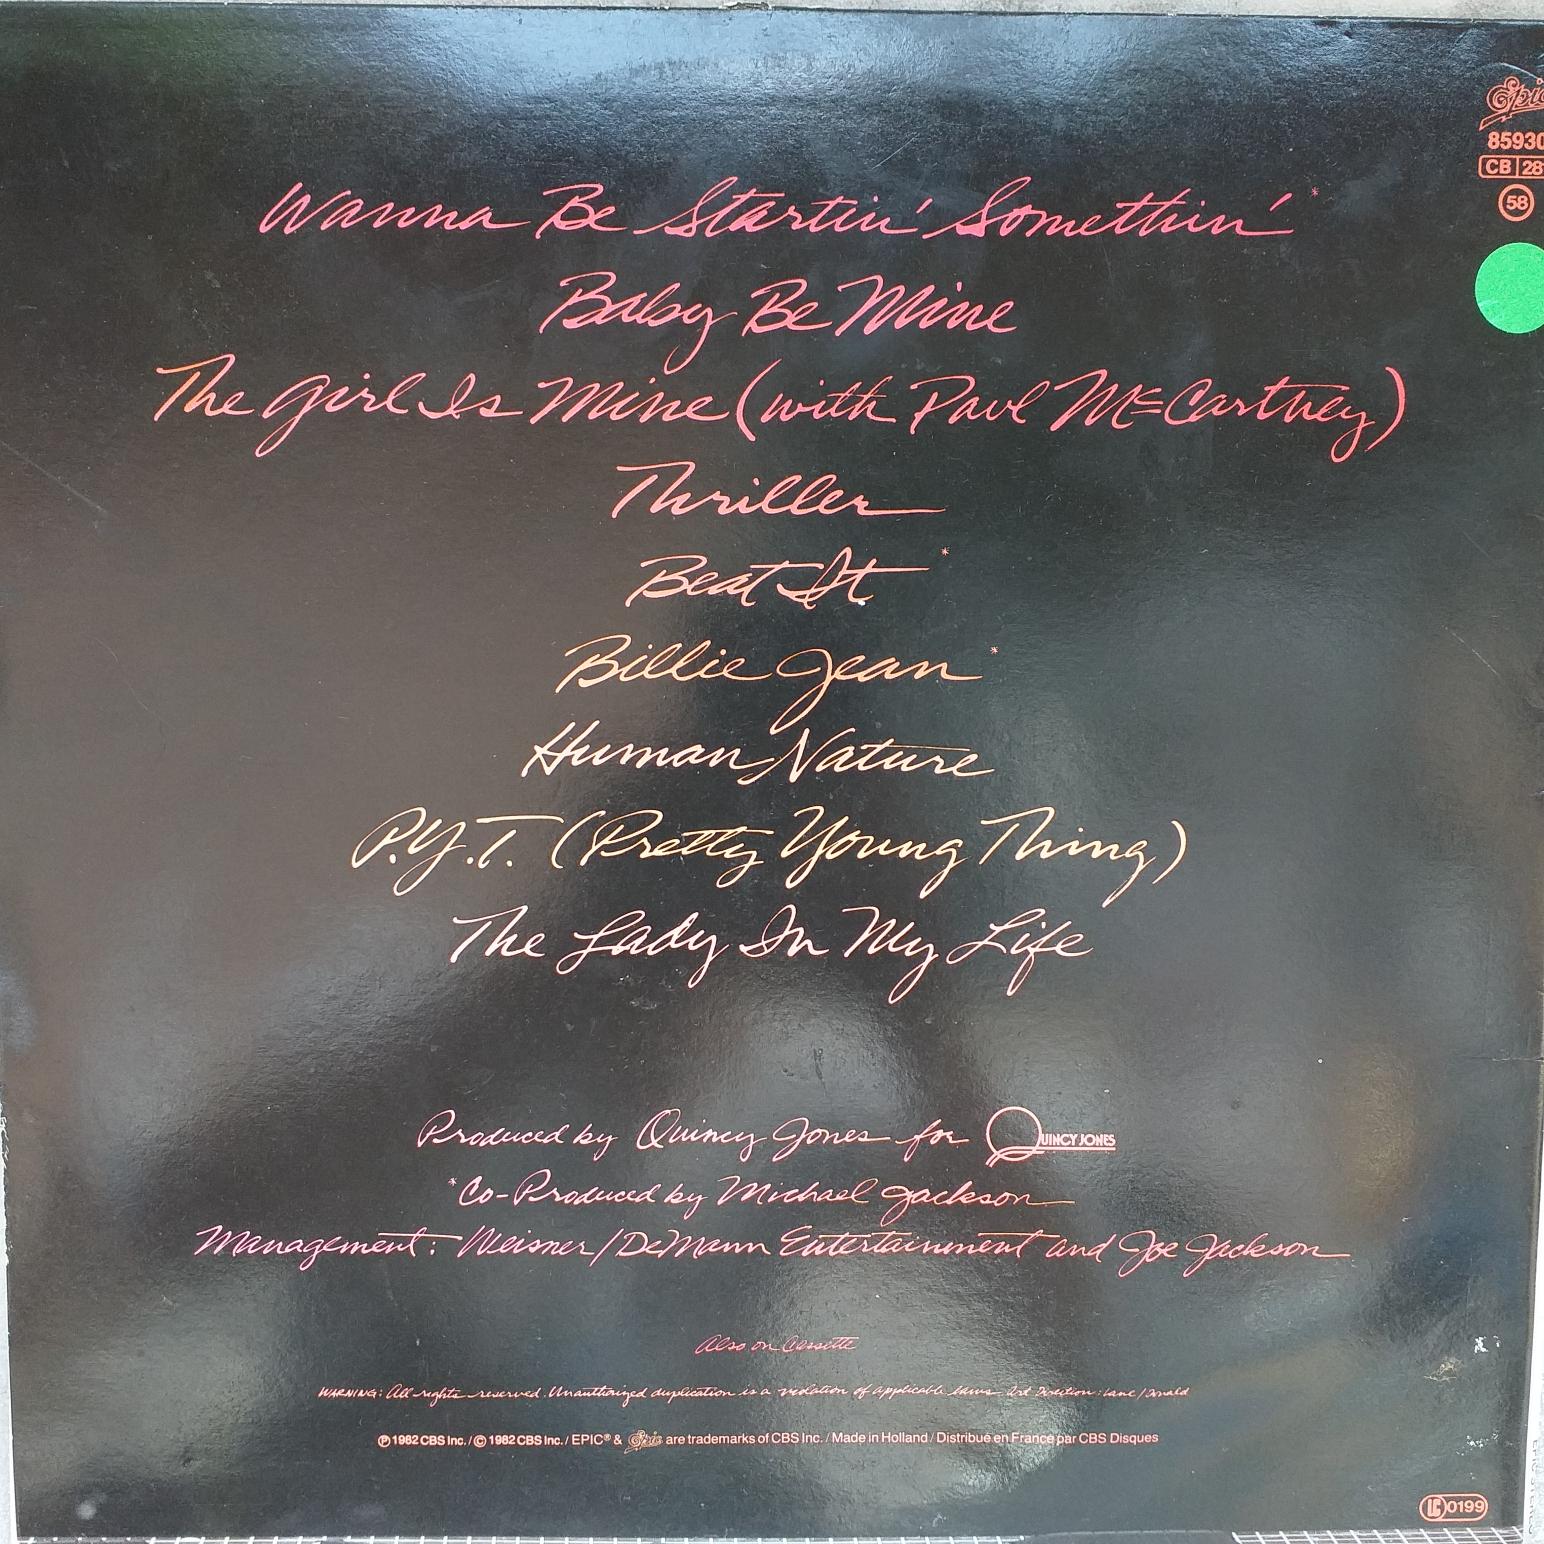 Epic
85930
CB 28
58
Wanna Be Startin' Somethin'*
Baby Be Mine
The Girl Is Mine (with Paul McCartney)
Thriller
Beat It*
Billie Jean*
Human Nature
P.Y.T. (Pretty Young Thing)
The Lady In My Life
Produced by Quincy Jones for QUINCY JONES
*Co-Produced by Michael Jackson
Management: Weisner/DeMann Entertainment and Joe Jackson
Also on Cassette
WARNING: All rights reserved. Unauthorized duplication is a violation of applicable laws.
℗ 1982 CBS Inc. / © 1982 CBS Inc. / EPIC® & Epic are trademarks of CBS Inc. / Made in Holland / Distribué en France par CBS Disques
LC 0199